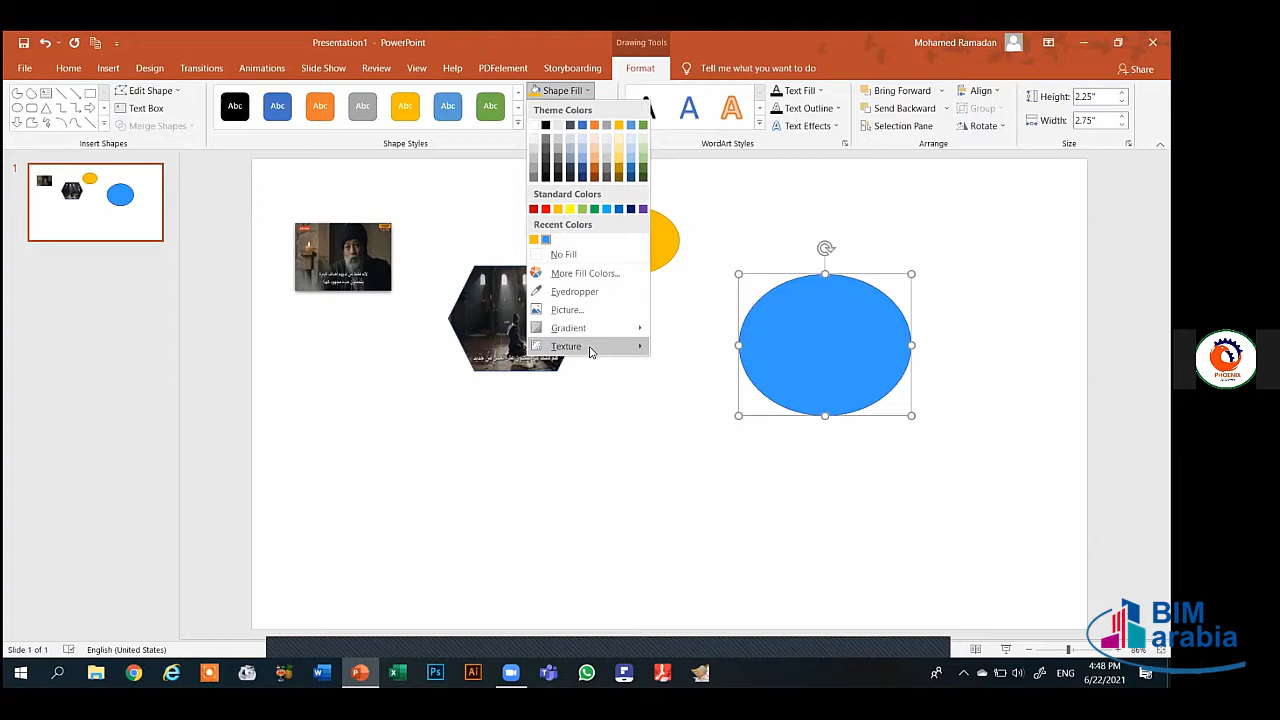 Presentation1 - PowerPoint
Drawing Tools
Mohamed Ramadan
File
Home
Insert
Design
Transitions
Animations
Slide Show
Review
View
Help
PDFelement
Storyboarding
Format
Tell me what you want to do
Share
Edit Shape
Text Box
Merge Shapes
Insert Shapes
Abc
Abc
Abc
Abc
Abc
Abc
Abc
Shape Styles
Shape Fill
Theme Colors
Standard Colors
Recent Colors
No Fill
More Fill Colors...
Eyedropper
Picture...
Gradient
Texture
A
A
Text Fill
Text Outline
Text Effects
WordArt Styles
Bring Forward
Send Backward
Selection Pane
Align
Group
Rotate
Arrange
Height: 2.25"
Width: 2.75"
Size
1
PHOENIX
BIM
arabia
Slide 1 of 1
English (United States)
86%
ENG
4:48 PM
6/22/2021